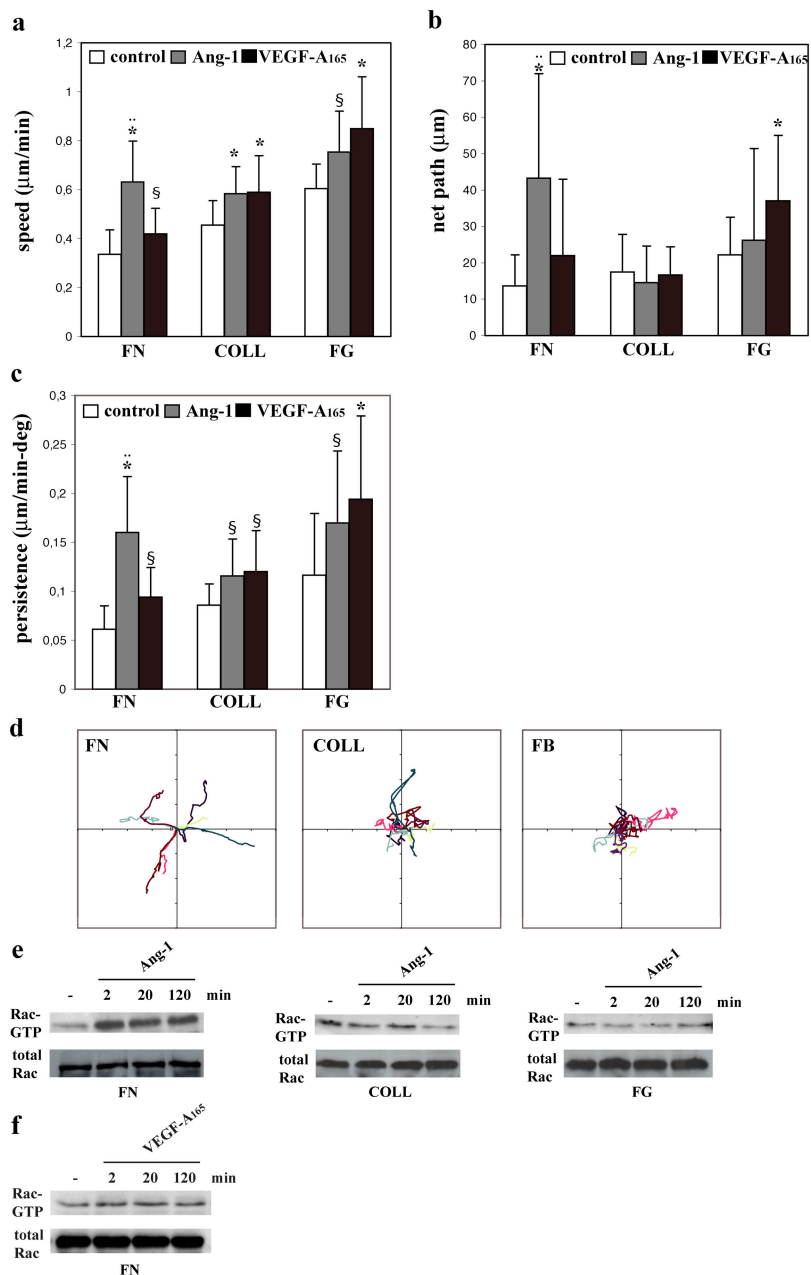 a
speed (µm/min)
1,2
1
0,8
0,6
0,4
0,2
0
control Ang-1 VEGF-A165
¨
*
§
*
*
§
*
FN COLL FG
b
net path (µm)
80
70
60
50
40
30
20
10
0
control Ang-1 VEGF-A165
¨
*
*
FN COLL FG
c
persistence (µm/min-deg)
0,3
0,25
0,2
0,15
0,1
0,05
0
control Ang-1 VEGF-A165
¨
*
§
§
§
§
*
FN COLL FG
d
FN
COLL
FB
e
Ang-1
- 2 20 120 min
Rac-
GTP
total
Rac
FN
Ang-1
- 2 20 120 min
Rac-
GTP
total
Rac
COLL
Ang-1
- 2 20 120 min
Rac-
GTP
total
Rac
FG
f
VEGF-A165
- 2 20 120 min
Rac-
GTP
total
Rac
FN